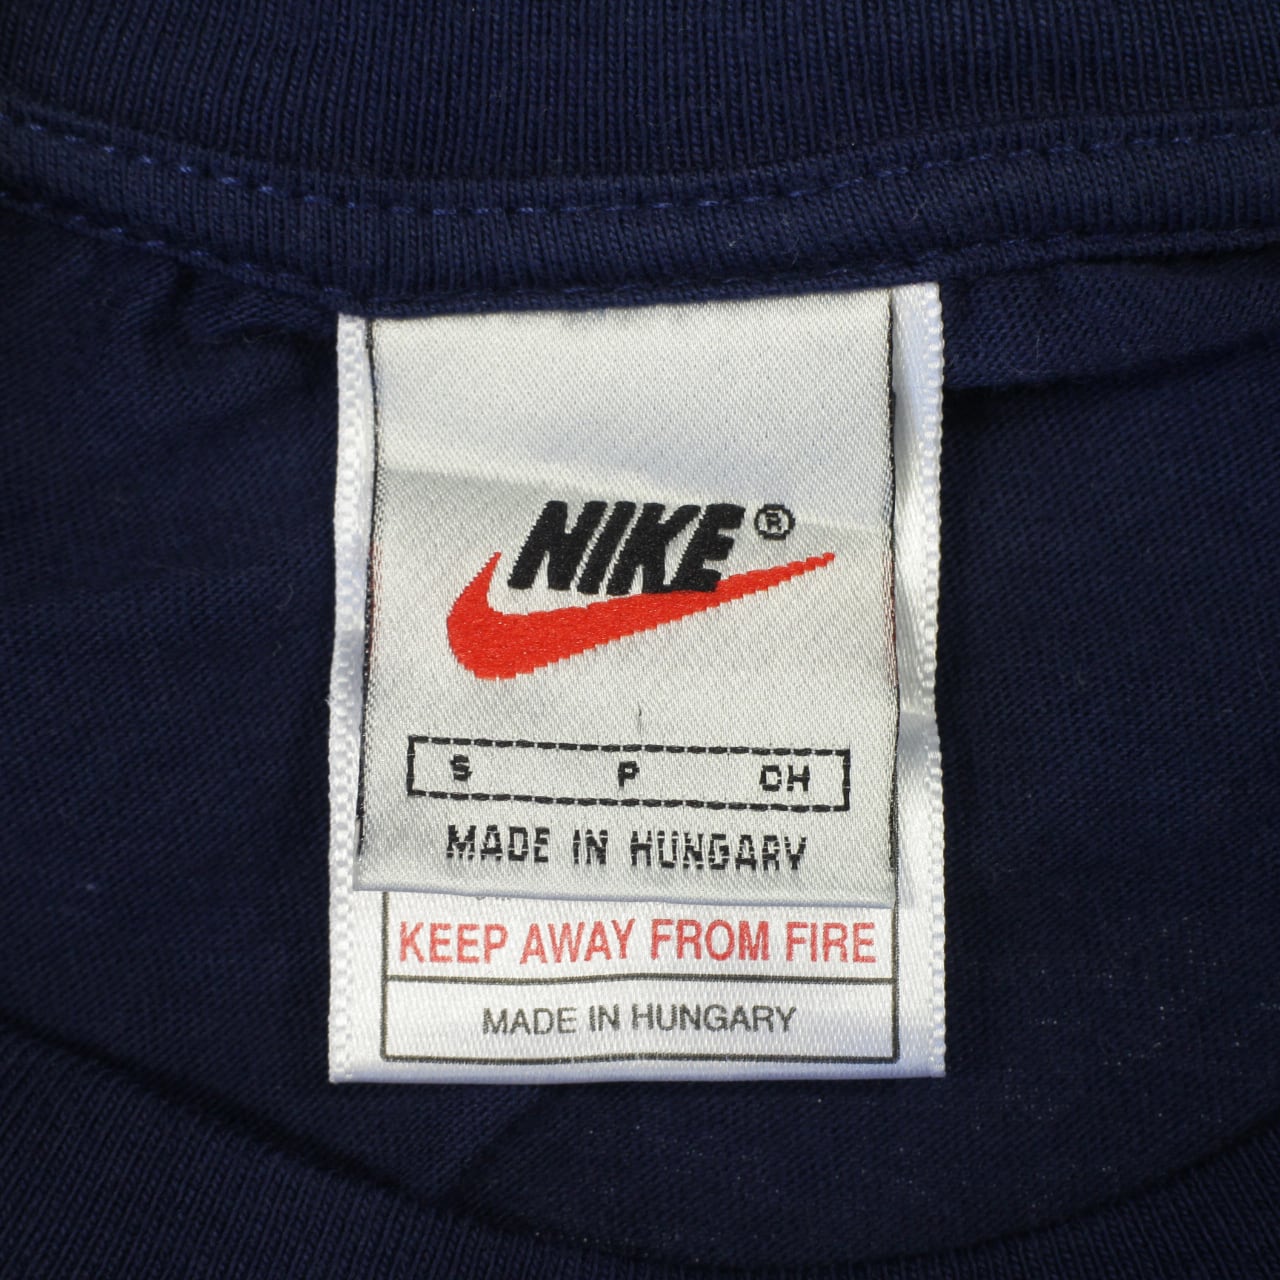 NIKE ®
S P CH
MADE IN HUNGARY
KEEP AWAY FROM FIRE
MADE IN HUNGARY